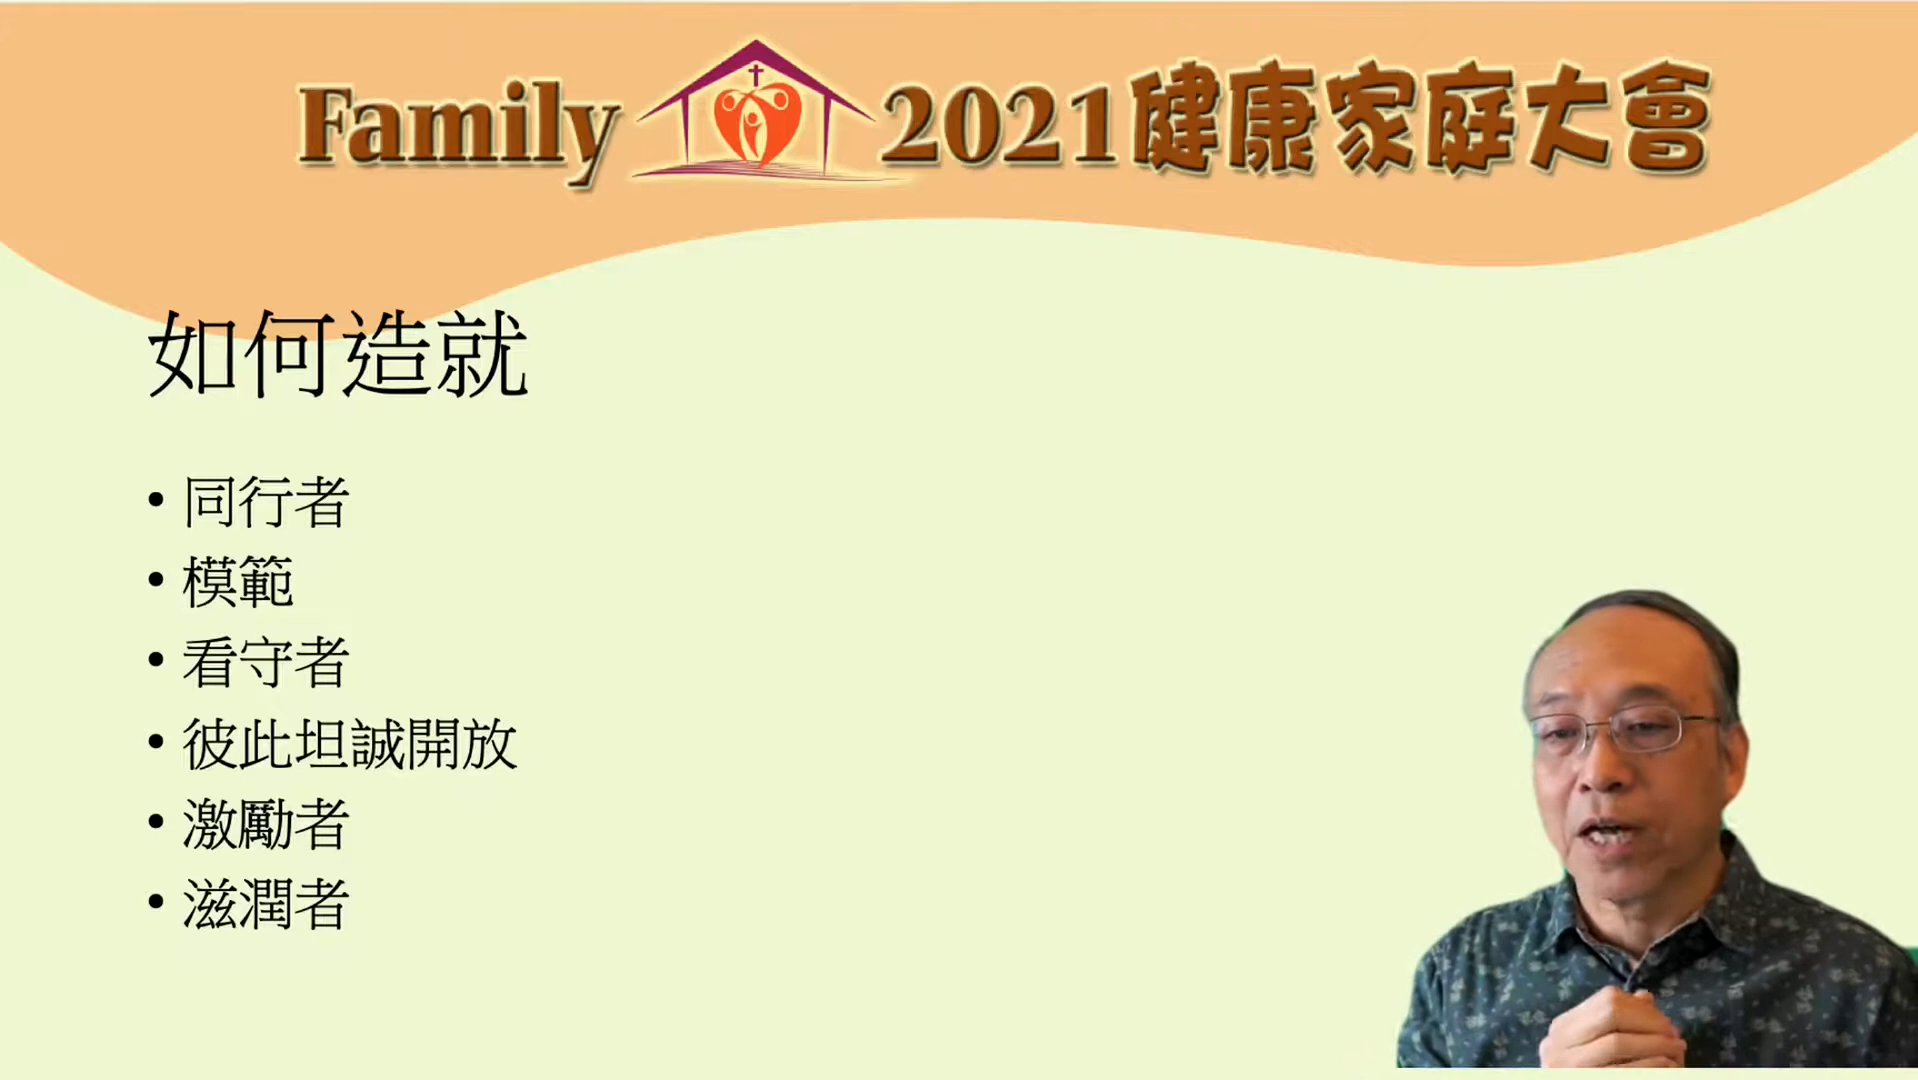 Family 2021健康家庭大會
如何造就
• 同行者
• 模範
• 看守者
• 彼此坦誠開放
• 激勵者
• 滋潤者